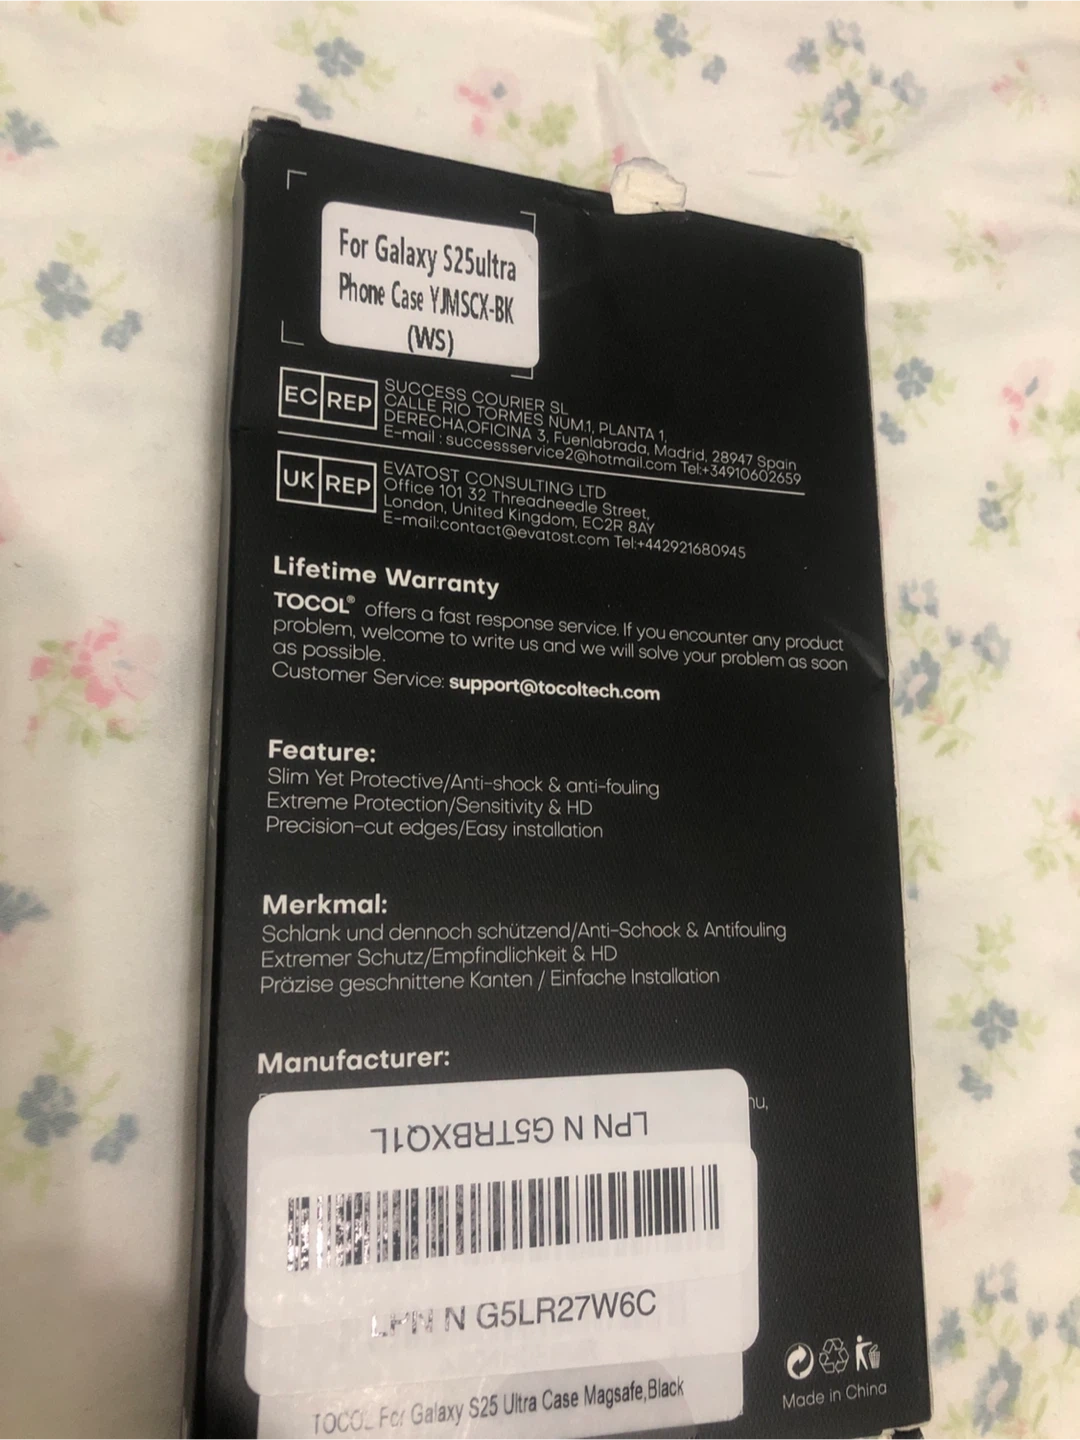 For Galaxy S25ultra
Phone Case YJMSCX-BK
(WS)
EC REP
SUCCESS COURIER SL
CALLE RIO TORMES NUM.1, PLANTA 1,
DERECHA,OFICINA 3, Fuenlabrada, Madrid, 28947 Spain
E-mail : successservice2@hotmail.com Tel:+34910602659
UK REP
EVATOST CONSULTING LTD
Office 101 32 Threadneedle Street,
London, United Kingdom, EC2R 8AY
E-mail:contact@evatost.com Tel:+442921680945
Lifetime Warranty
TOCOL® offers a fast response service. If you encounter any product
problem, welcome to write us and we will solve your problem as soon
as possible.
Customer Service: support@tocoltech.com
Feature:
Slim Yet Protective/Anti-shock & anti-fouling
Extreme Protection/Sensitivity & HD
Precision-cut edges/Easy installation
Merkmal:
Schlank und dennoch schützend/Anti-Schock & Antifouling
Extremer Schutz/Empfindlichkeit & HD
Präzise geschnittene Kanten / Einfache Installation
Manufacturer:
LPN N G5TRBXQ1L
LPN N G5LR27W6C
TOCOL For Galaxy S25 Ultra Case Magsafe,Black
Made in China